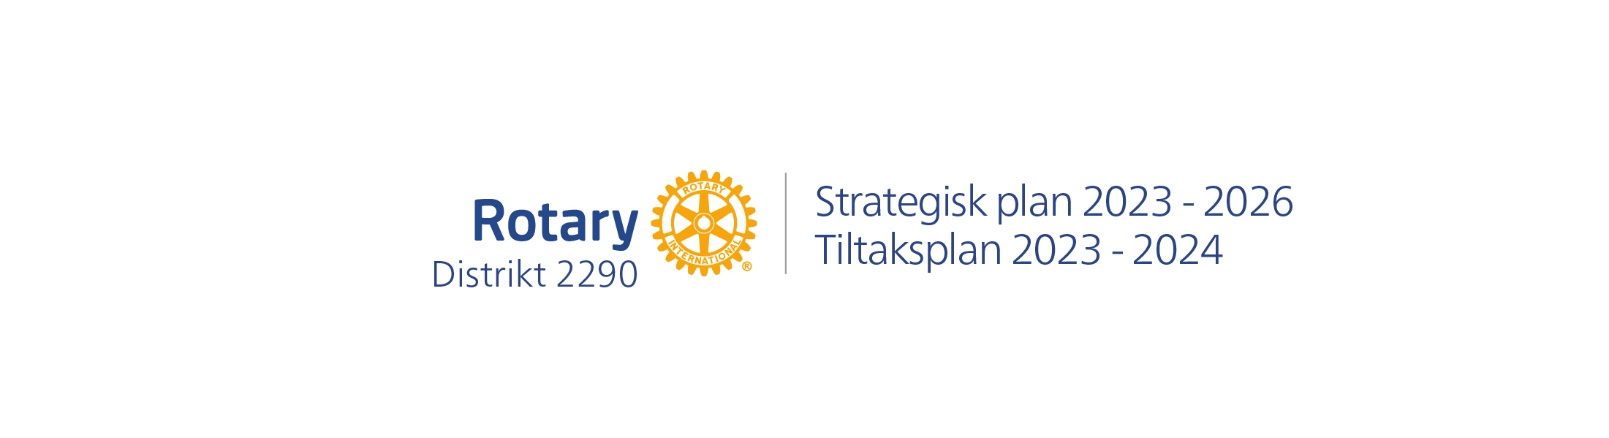 Rotary
Distrikt 2290
ROTARY
INTERNATIONAL
®
Strategisk plan 2023 - 2026
Tiltaksplan 2023 - 2024